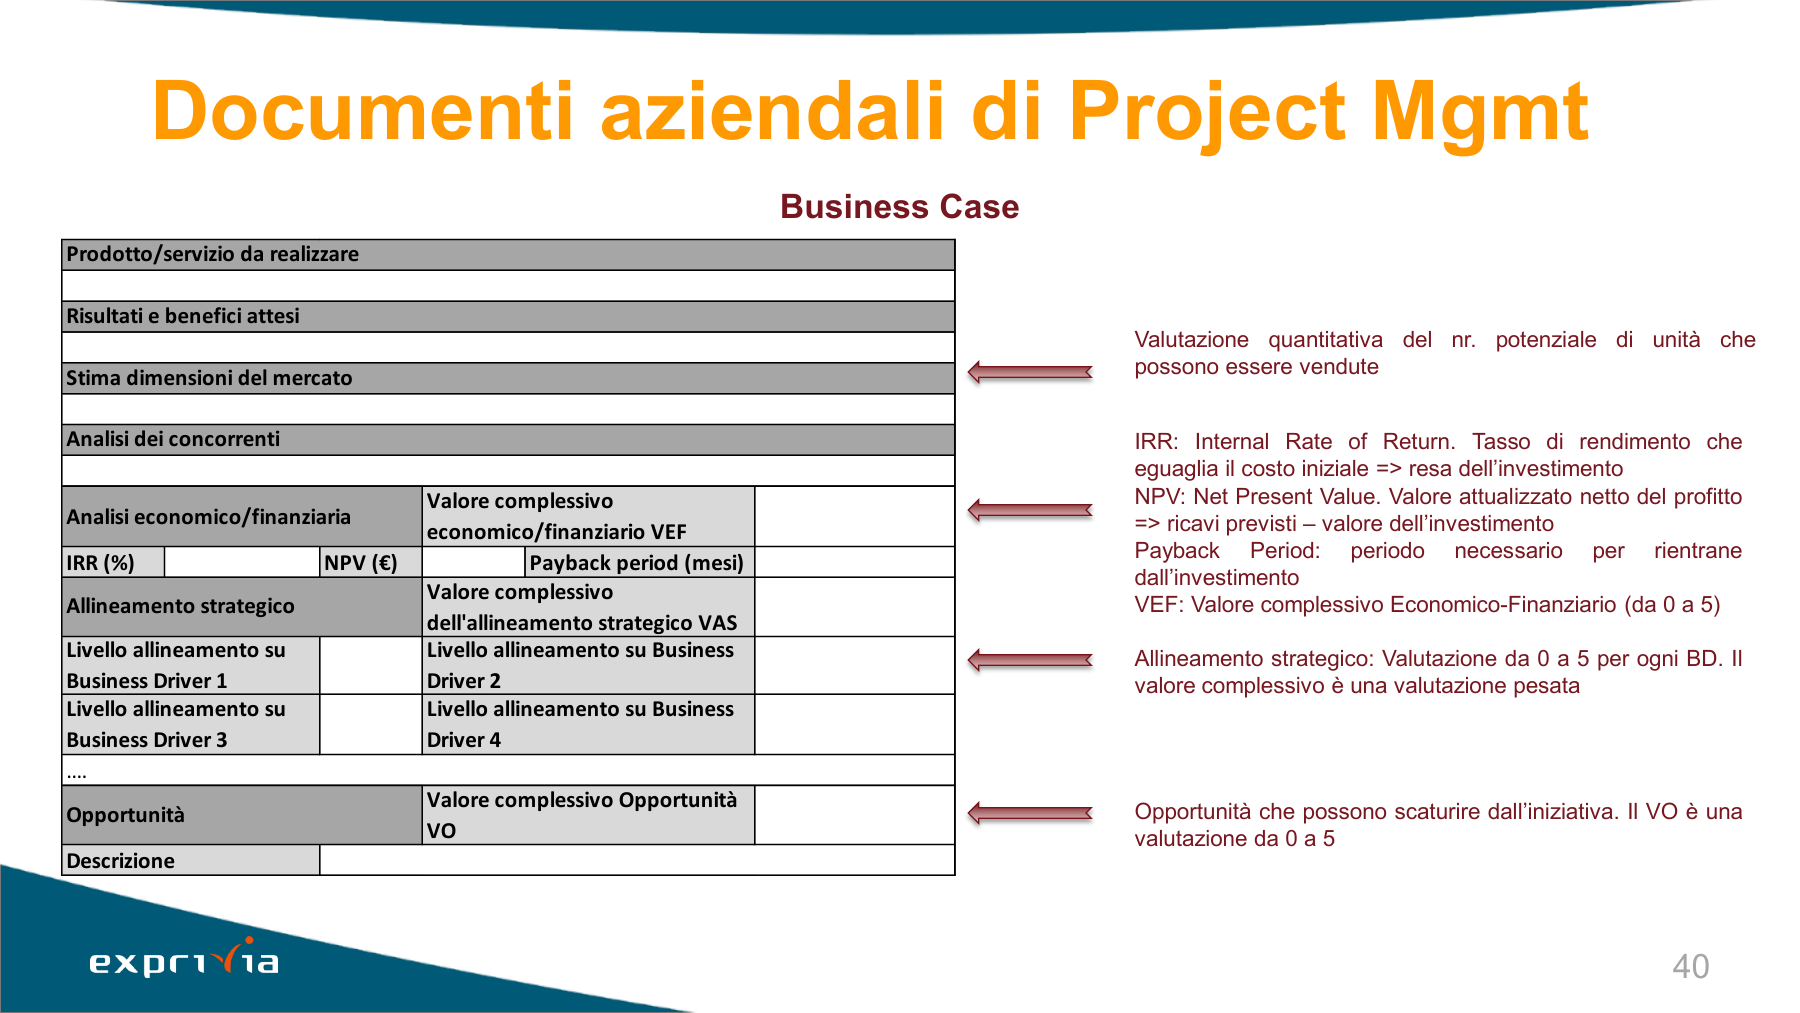 Documenti aziendali di Project Mgmt
Business Case
Prodotto/servizio da realizzare
Risultati e benefici attesi
Stima dimensioni del mercato
Analisi dei concorrenti
Analisi economico/finanziaria
Valore complessivo
economico/finanziario VEF
IRR (%)
NPV (€)
Payback period (mesi)
Allineamento strategico
Valore complessivo
dell'allineamento strategico VAS
Livello allineamento su
Business Driver 1
Livello allineamento su Business
Driver 2
Livello allineamento su
Business Driver 3
Livello allineamento su Business
Driver 4
....
Opportunità
Valore complessivo Opportunità
VO
Descrizione
Valutazione quantitativa del nr. potenziale di unità che
possono essere vendute
IRR: Internal Rate of Return. Tasso di rendimento che
eguaglia il costo iniziale => resa dell’investimento
NPV: Net Present Value. Valore attualizzato netto del profitto
=> ricavi previsti – valore dell’investimento
Payback Period: periodo necessario per rientrane
dall’investimento
VEF: Valore complessivo Economico-Finanziario (da 0 a 5)
Allineamento strategico: Valutazione da 0 a 5 per ogni BD. Il
valore complessivo è una valutazione pesata
Opportunità che possono scaturire dall’iniziativa. Il VO è una
valutazione da 0 a 5
exprivia
40